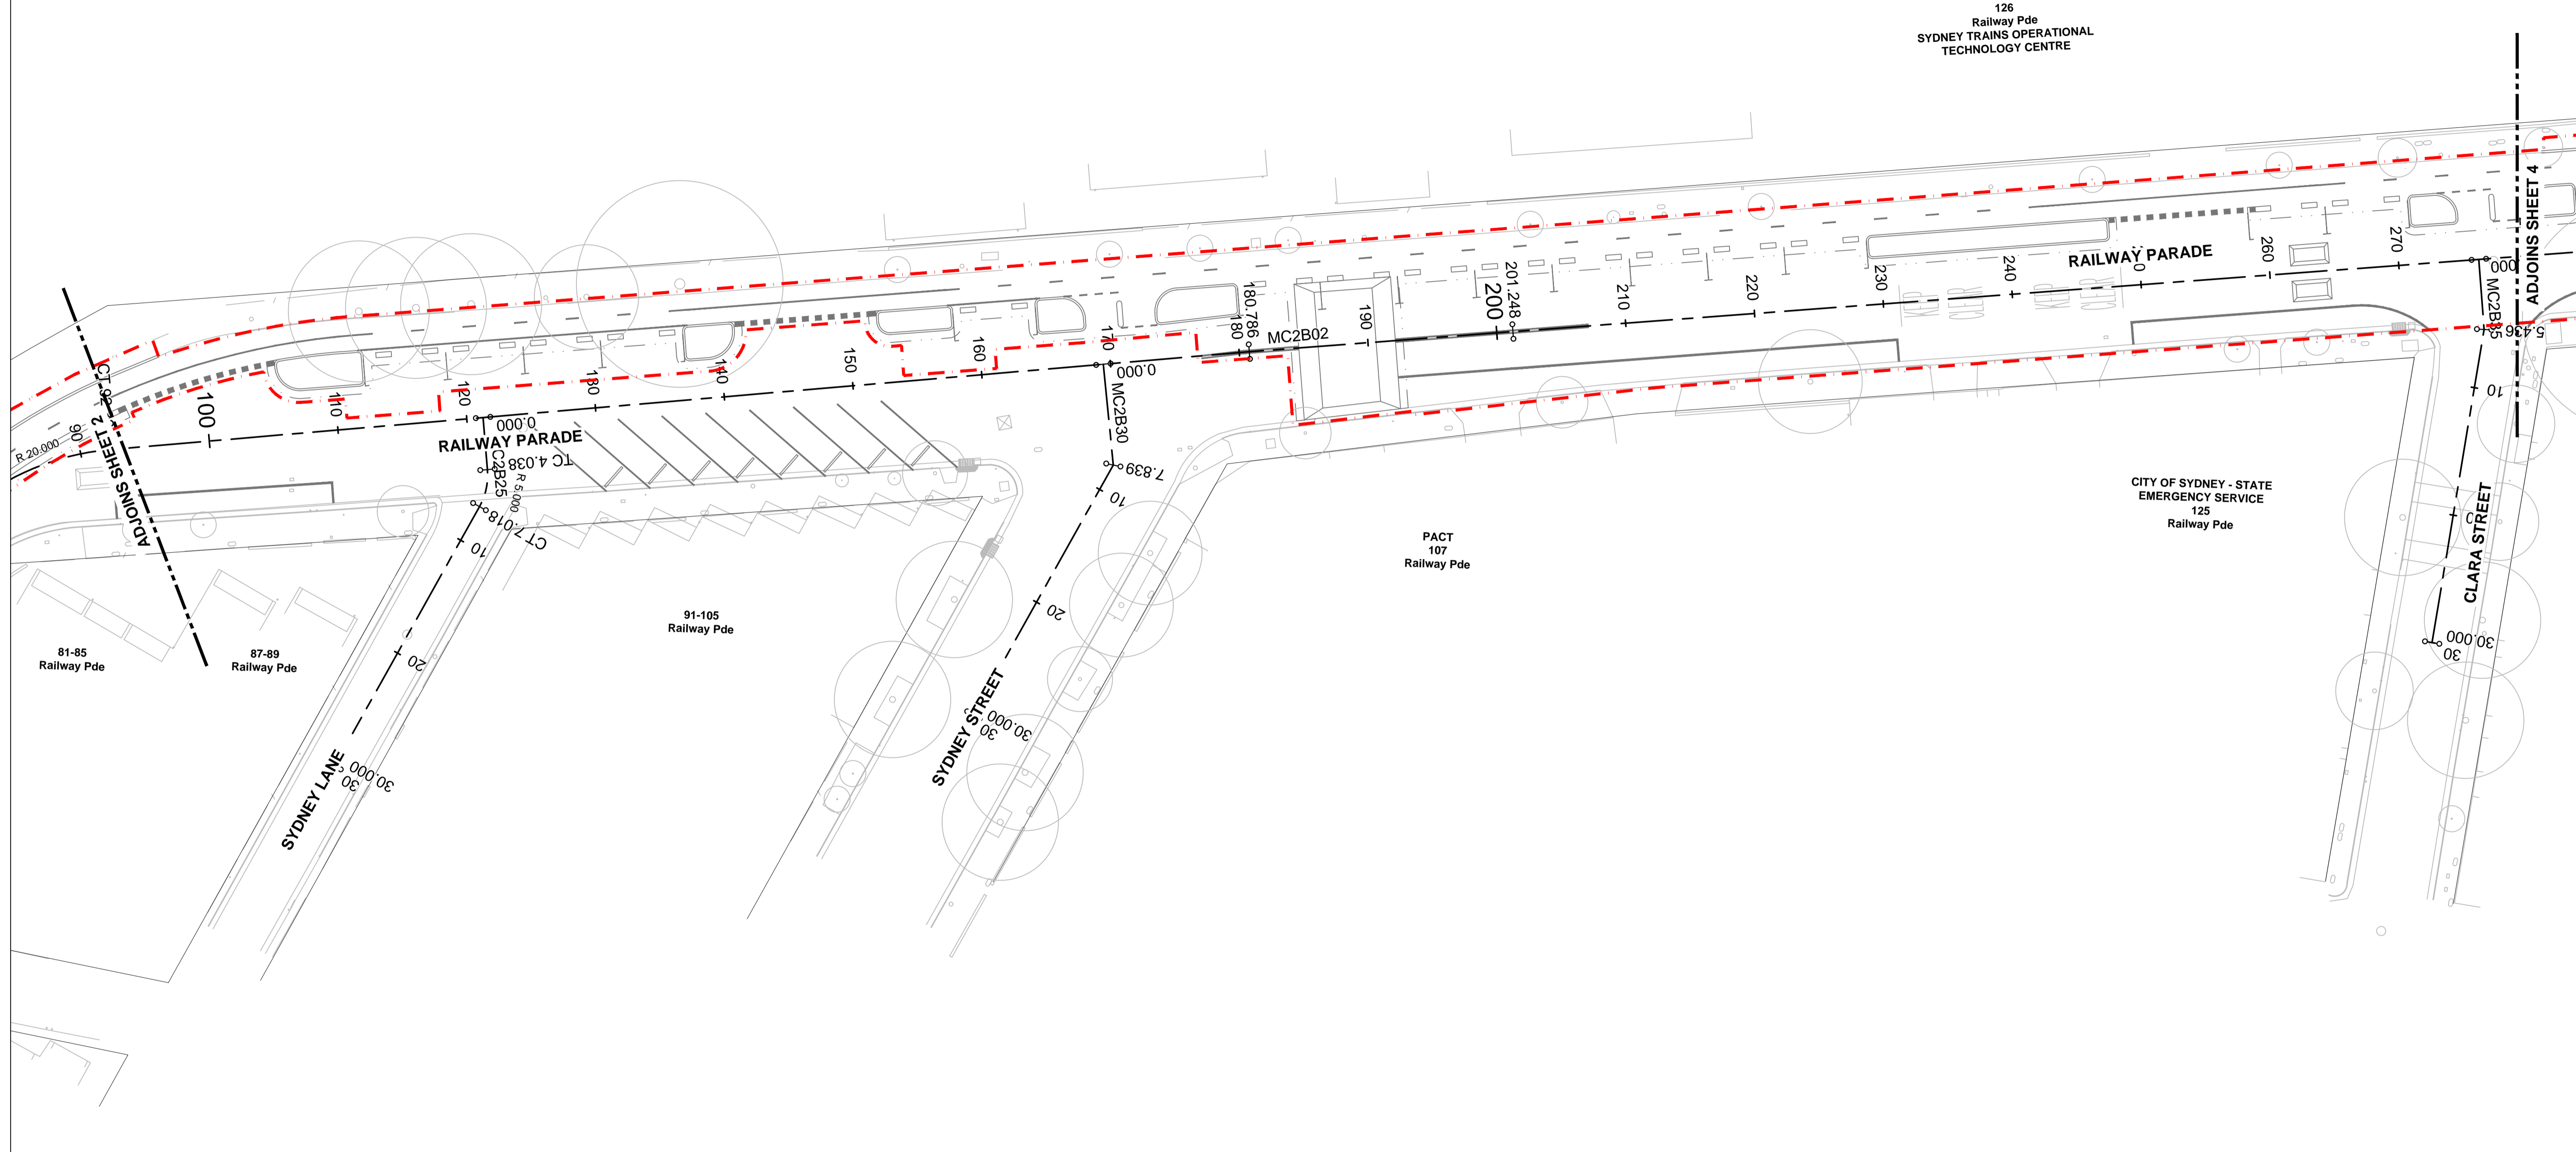 126
Railway Pde
SYDNEY TRAINS OPERATIONAL
TECHNOLOGY CENTRE
ADJOINS SHEET 4
ADJOINS SHEET 2
R 20.000
90
100
110
120
130
140
150
160
170
180
180.786
MC2B02
190
200
201.248
210
220
230
240
RAILWAY PARADE
260
270
MC2B35
5.436
10
CLARA STREET
30.000
30
RAILWAY PARADE
0.000
TC 4.038
R 5.000
CT 7.018
10
20
30.000
30
SYDNEY LANE
0.000
MC2B30
7.839
10
20
30.000
30
SYDNEY STREET
81-85
Railway Pde
87-89
Railway Pde
91-105
Railway Pde
PACT
107
Railway Pde
CITY OF SYDNEY - STATE
EMERGENCY SERVICE
125
Railway Pde